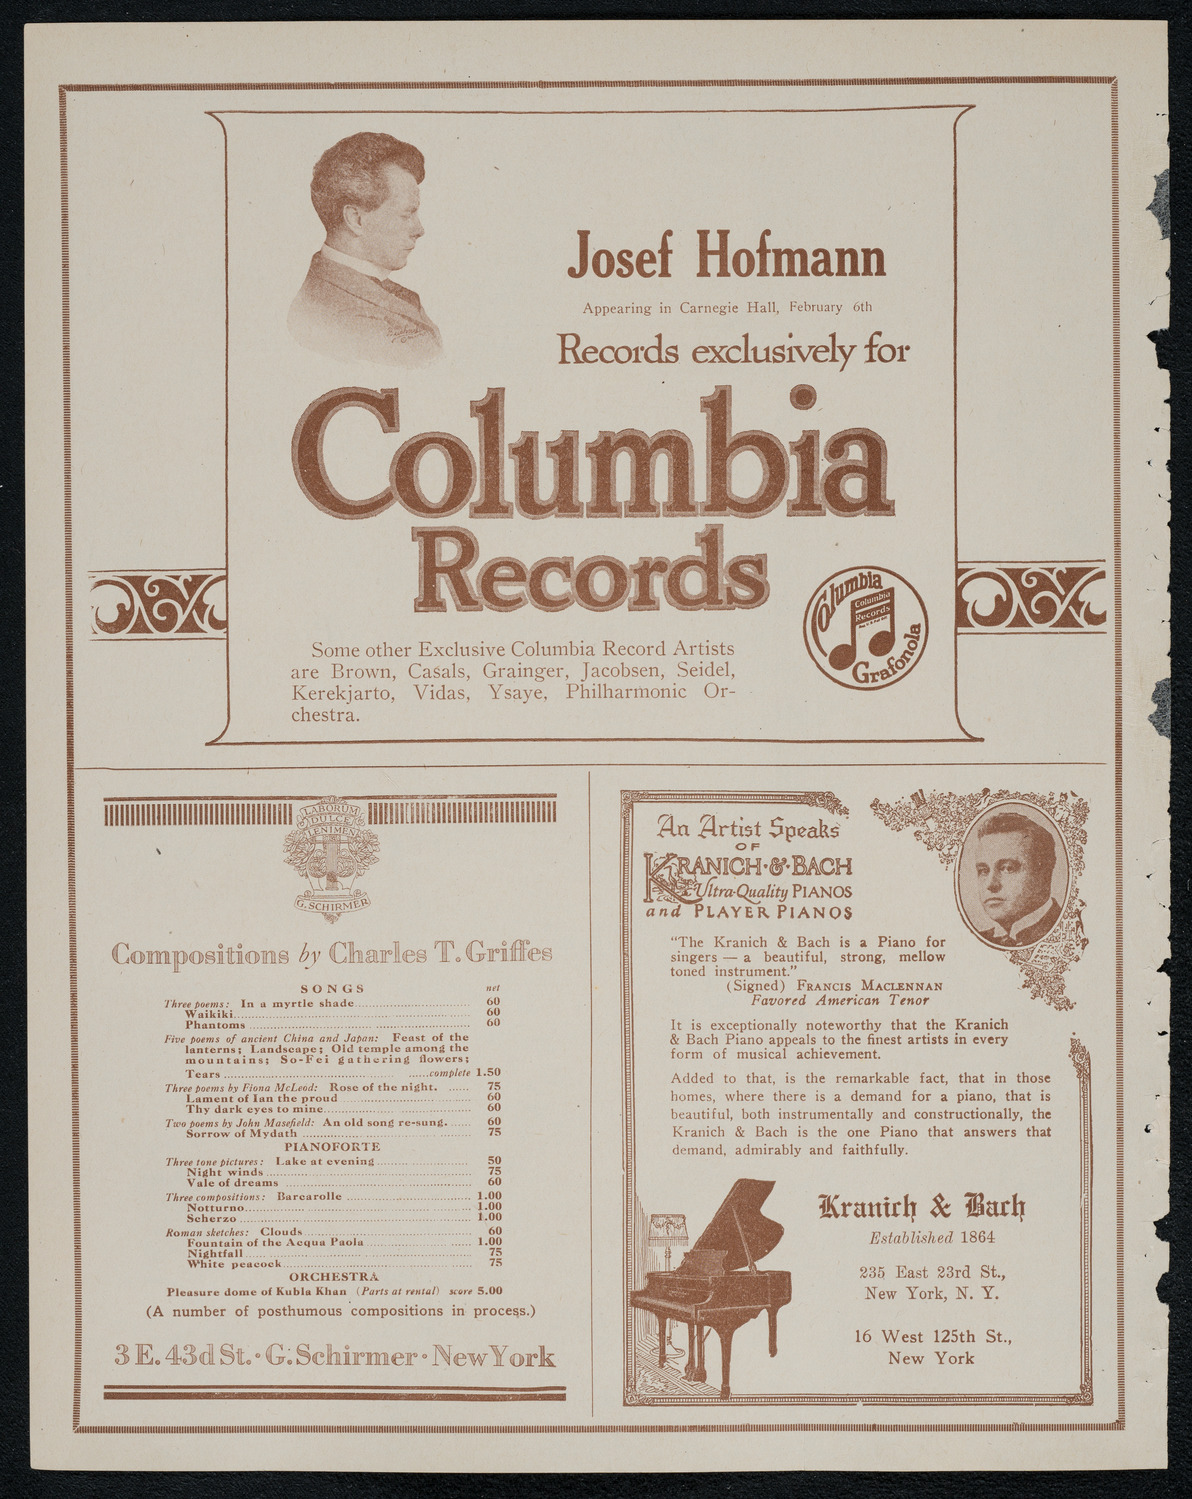 Josef Hofmann
Appearing in Carnegie Hall, February 6th
Records exclusively for
Columbia
Records
Some other Exclusive Columbia Record Artists
are Brown, Casals, Grainger, Jacobsen, Seidel,
Kerekjarto, Vidas, Ysaye, Philharmonic Or-
chestra.
Columbia
Columbia
Records
Grafonola
LABORUM
DULCE
LENIMEN
G. SCHIRMER
Compositions by Charles T. Griffes
SONGS net
Three poems: In a myrtle shade 60
Waikiki 60
Phantoms 60
Five poems of ancient China and Japan: Feast of the
lanterns; Landscape; Old temple among the
mountains; So-Fei gathering flowers;
Tears complete 1.50
Three poems by Fiona McLeod: Rose of the night. 75
Lament of Ian the proud 60
Thy dark eyes to mine 60
Two poems by John Masefield: An old song re-sung. 60
Sorrow of Mydath 75
PIANOFORTE
Three tone pictures: Lake at evening 50
Night winds 75
Vale of dreams 60
Three compositions: Barcarolle 1.00
Notturno 1.00
Scherzo 1.00
Roman sketches: Clouds 60
Fountain of the Acqua Paola 1.00
Nightfall 75
White peacock 75
ORCHESTRA
Pleasure dome of Kubla Khan (Parts at rental) score 5.00
(A number of posthumous compositions in process.)
3 E. 43d St. · G. Schirmer · New York
An Artist Speaks
OF
KRANICH·&·BACH
Ultra-Quality PIANOS
and PLAYER PIANOS
"The Kranich & Bach is a Piano for
singers — a beautiful, strong, mellow
toned instrument."
(Signed) FRANCIS MACLENNAN
Favored American Tenor
It is exceptionally noteworthy that the Kranich
& Bach Piano appeals to the finest artists in every
form of musical achievement.
Added to that, is the remarkable fact, that in those
homes, where there is a demand for a piano, that is
beautiful, both instrumentally and constructionally, the
Kranich & Bach is the one Piano that answers that
demand, admirably and faithfully.
Kranich & Bach
Established 1864
235 East 23rd St.,
New York, N. Y.
16 West 125th St.,
New York